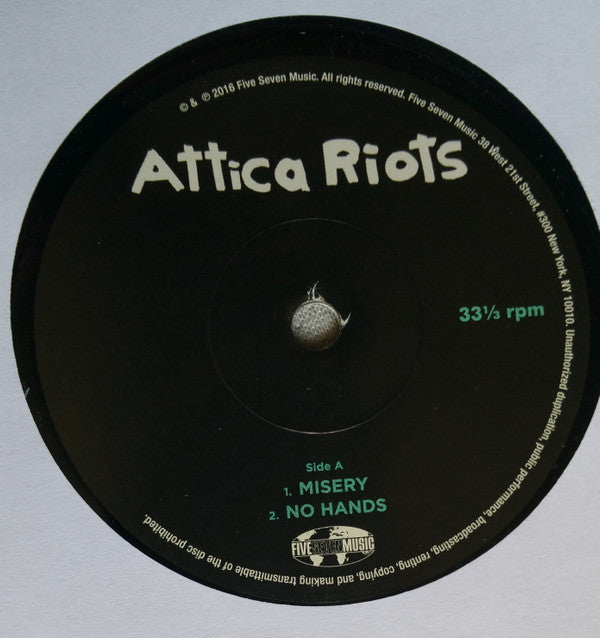 © & ℗ 2016 Five Seven Music. All rights reserved. Five Seven Music 38 West 21st Street, #300 New York, NY 10010. Unauthorized duplication, public performance, broadcasting, renting, copying, and making transmittable of the disc prohibited.
Attica Riots
33⅓ rpm
Side A
1. MISERY
2. NO HANDS
FIVE SEVEN MUSIC